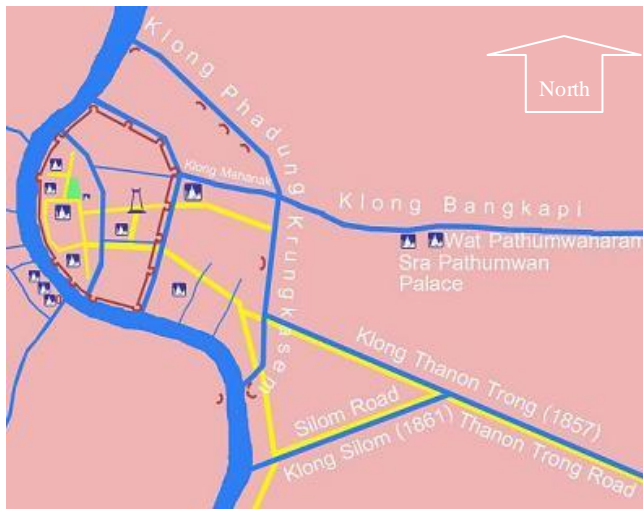 North
Klong Phadung Krungkasem
Klong Mahanak
Klong Bangkapi
Wat Pathumwanaram
Sra Pathumwan
Palace
Klong Thanon Trong (1857)
Silom Road
Klong Silom (1861)
Thanon Trong Road